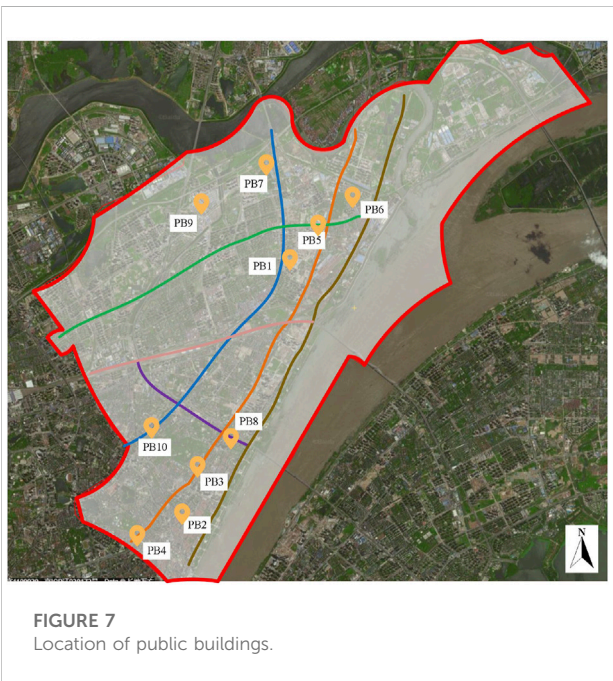 PB7
PB9
PB6
PB5
PB1
PB8
PB10
PB3
PB2
PB4
N
FIGURE 7
Location of public buildings.